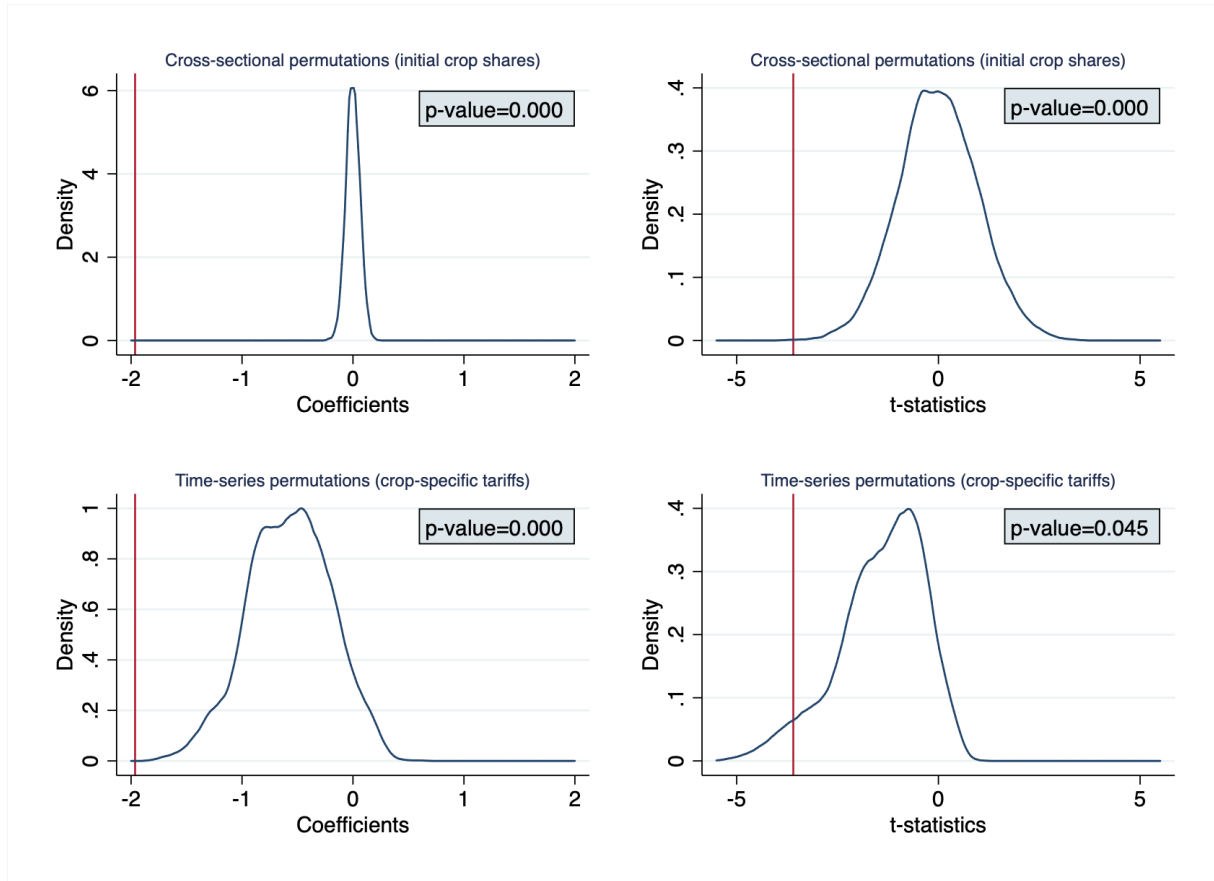 Cross-sectional permutations (initial crop shares)
p-value=0.000
Density
6
4
2
0
-2 -1 0 1 2
Coefficients
Cross-sectional permutations (initial crop shares)
p-value=0.000
Density
.4
.3
.2
.1
0
-5 0 5
t-statistics
Time-series permutations (crop-specific tariffs)
p-value=0.000
Density
1
.8
.6
.4
.2
0
-2 -1 0 1 2
Coefficients
Time-series permutations (crop-specific tariffs)
p-value=0.045
Density
.4
.3
.2
.1
0
-5 0 5
t-statistics